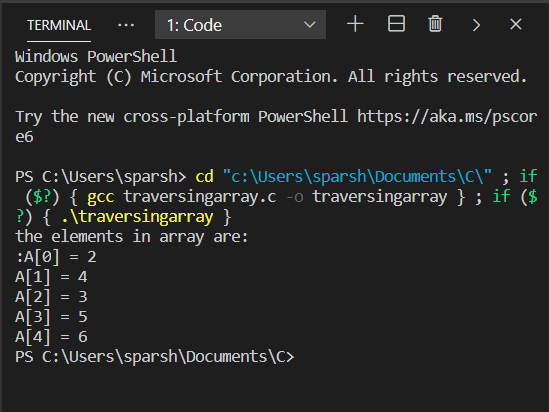 TERMINAL ··· 1: Code
Windows PowerShell
Copyright (C) Microsoft Corporation. All rights reserved.
Try the new cross-platform PowerShell https://aka.ms/pscor
e6
PS C:\Users\sparsh> cd "c:\Users\sparsh\Documents\C\" ; if
($?) { gcc traversingarray.c -o traversingarray } ; if ($
?) { .\traversingarray }
the elements in array are:
:A[0] = 2
A[1] = 4
A[2] = 3
A[3] = 5
A[4] = 6
PS C:\Users\sparsh\Documents\C>